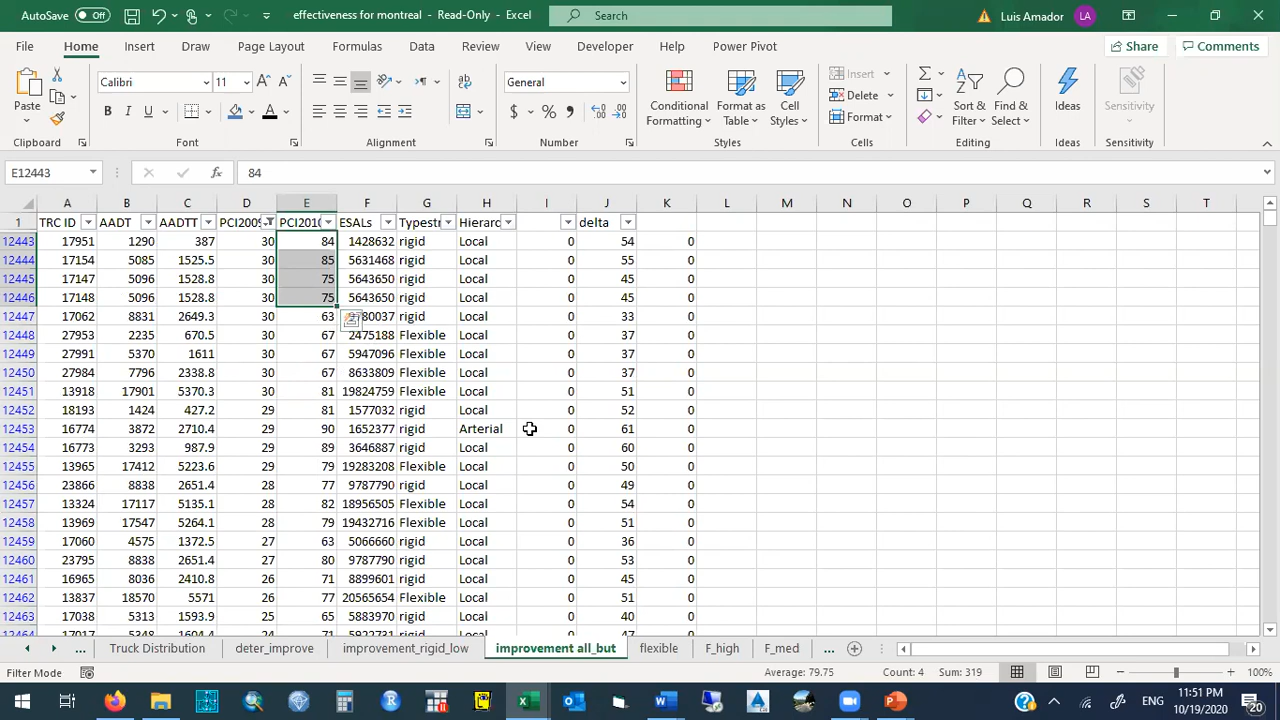 AutoSave Off effectiveness for montreal - Read-Only - Excel Search Luis Amador LA
File Home Insert Draw Page Layout Formulas Data Review View Developer Help Power Pivot Share Comments
Paste Calibri 11 General Conditional Formatting Format as Table Cell Styles Insert Delete Format Sort & Filter Find & Select Ideas Sensitivity
Clipboard Font Alignment Number Styles Cells Editing Ideas Sensitivity
E12443 84
A B C D E F G H I J K L M N O P Q R S T
1 TRC ID AADT AADTT PCI2009 PCI2010 ESALs Typestr Hierarc delta
12443 17951 1290 387 30 84 1428632 rigid Local 0 54 0
12444 17154 5085 1525.5 30 85 5631468 rigid Local 0 55 0
12445 17147 5096 1528.8 30 75 5643650 rigid Local 0 45 0
12446 17148 5096 1528.8 30 75 5643650 rigid Local 0 45 0
12447 17062 8831 2649.3 30 63 780037 rigid Local 0 33 0
12448 27953 2235 670.5 30 67 2475188 Flexible Local 0 37 0
12449 27991 5370 1611 30 67 5947096 Flexible Local 0 37 0
12450 27984 7796 2338.8 30 67 8633809 Flexible Local 0 37 0
12451 13918 17901 5370.3 30 81 19824759 Flexible Local 0 51 0
12452 18193 1424 427.2 29 81 1577032 rigid Local 0 52 0
12453 16774 3872 2710.4 29 90 1652377 rigid Arterial 0 61 0
12454 16773 3293 987.9 29 89 3646887 rigid Local 0 60 0
12455 13965 17412 5223.6 29 79 19283208 Flexible Local 0 50 0
12456 23866 8838 2651.4 28 77 9787790 rigid Local 0 49 0
12457 13324 17117 5135.1 28 82 18956505 Flexible Local 0 54 0
12458 13969 17547 5264.1 28 79 19432716 Flexible Local 0 51 0
12459 17060 4575 1372.5 27 63 5066660 rigid Local 0 36 0
12460 23795 8838 2651.4 27 80 9787790 rigid Local 0 53 0
12461 16965 8036 2410.8 26 71 8899601 rigid Local 0 45 0
12462 13837 18570 5571 26 77 20565654 Flexible Local 0 51 0
12463 17038 5313 1593.9 25 65 5883970 rigid Local 0 40 0
12464 17017 5348 1604.4 24 71 5922731 rigid Local 0 47 0
... Truck Distribution deter_improve improvement_rigid_low improvement all_but flexible F_high F_med ...
Filter Mode Average: 79.75 Count: 4 Sum: 319 100%
ENG 11:51 PM 10/19/2020 20